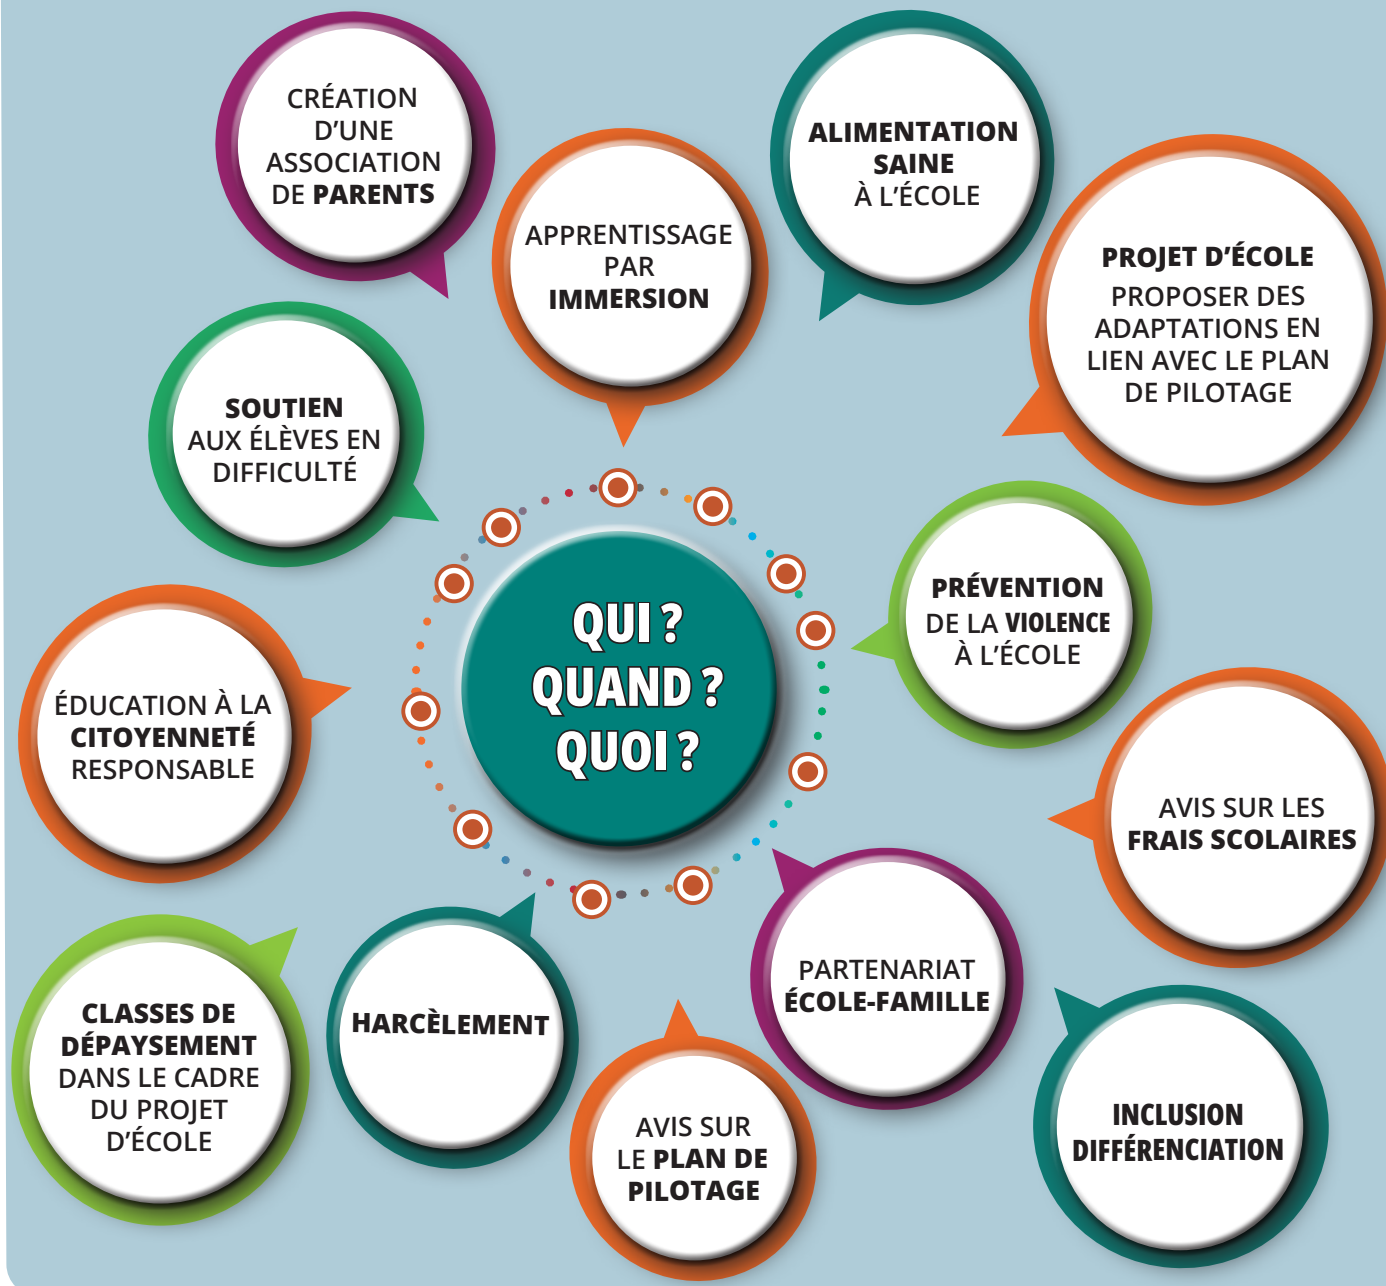 CRÉATION
D'UNE
ASSOCIATION
DE PARENTS
APPRENTISSAGE
PAR
IMMERSION
ALIMENTATION
SAINE
À L'ÉCOLE
PROJET D'ÉCOLE
PROPOSER DES
ADAPTATIONS EN
LIEN AVEC LE PLAN
DE PILOTAGE
SOUTIEN
AUX ÉLÈVES EN
DIFFICULTÉ
QUI ?
QUAND ?
QUOI ?
PRÉVENTION
DE LA VIOLENCE
À L'ÉCOLE
ÉDUCATION À LA
CITOYENNETÉ
RESPONSABLE
AVIS SUR LES
FRAIS SCOLAIRES
CLASSES DE
DÉPAYSEMENT
DANS LE CADRE
DU PROJET
D'ÉCOLE
HARCÈLEMENT
AVIS SUR
LE PLAN DE
PILOTAGE
PARTENARIAT
ÉCOLE-FAMILLE
INCLUSION
DIFFÉRENCIATION